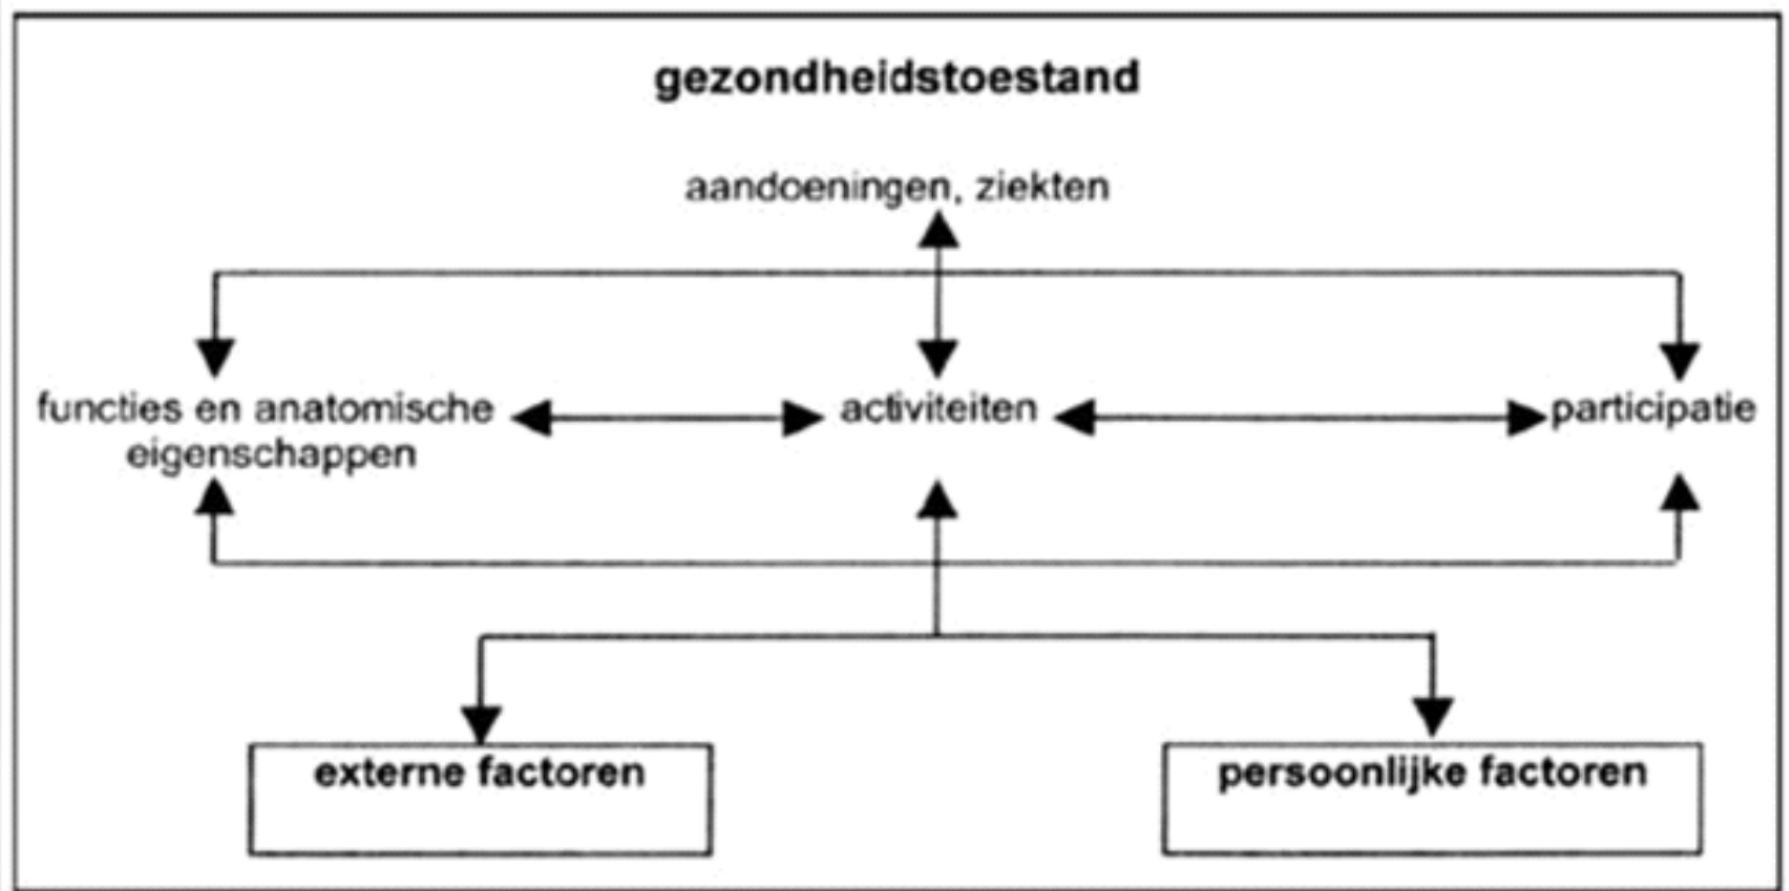 gezondheidstoestand
aandoeningen, ziekten
functies en anatomische
eigenschappen
activiteiten
participatie
externe factoren
persoonlijke factoren